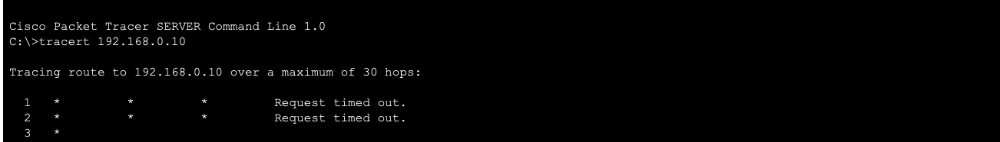 Cisco Packet Tracer SERVER Command Line 1.0
C:\>tracert 192.168.0.10
Tracing route to 192.168.0.10 over a maximum of 30 hops:
1 * * * Request timed out.
2 * * * Request timed out.
3 *